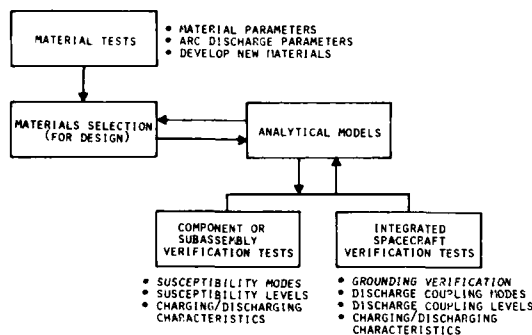 MATERIAL TESTS
• MATERIAL PARAMETERS
• ARC DISCHARGE PARAMETERS
• DEVELOP NEW MATERIALS
MATERIALS SELECTION
(FOR DESIGN)
ANALYTICAL MODELS
COMPONENT OR
SUBASSEMBLY
VERIFICATION TESTS
INTEGRATED
SPACECRAFT
VERIFICATION TESTS
• SUSCEPTIBILITY MODES
• SUSCEPTIBILITY LEVELS
• CHARGING/DISCHARGING
CHARACTERISTICS
• GROUNDING VERIFICATION
• DISCHARGE COUPLING MODES
• DISCHARGE COUPLING LEVELS
• CHARGING/DISCHARGING
CHARACTERISTICS